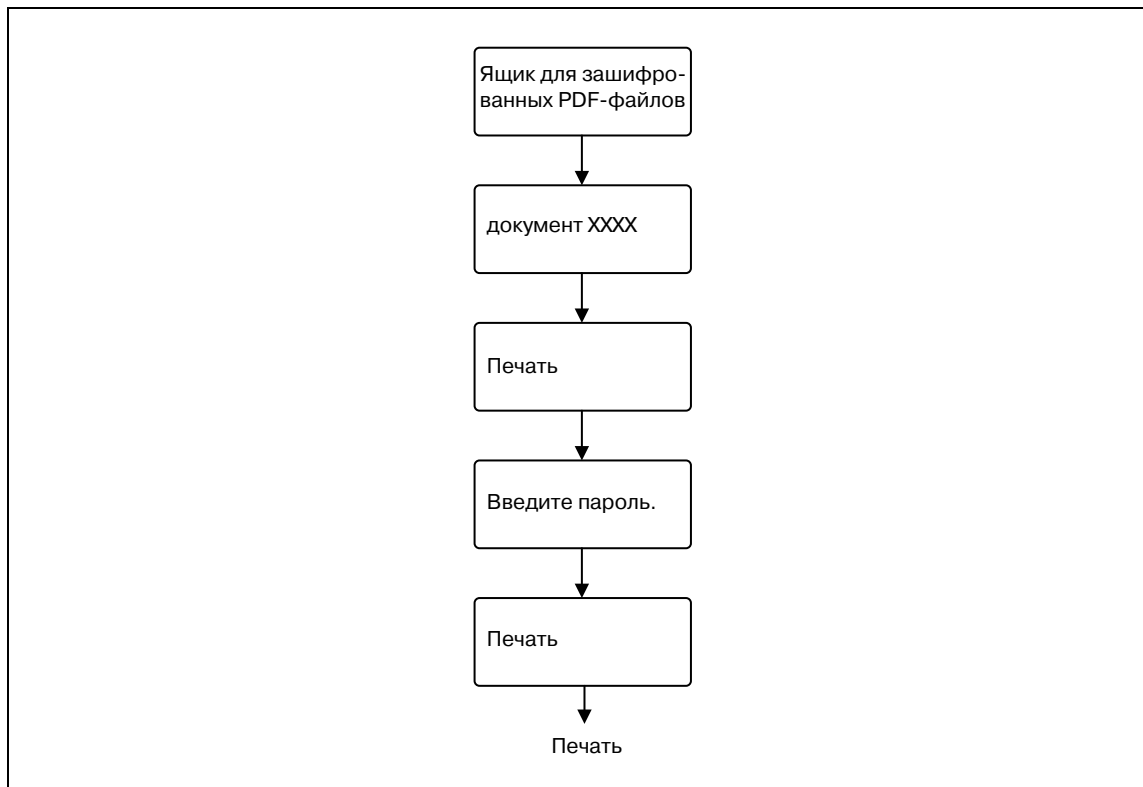 Ящик для зашифро-
ванных PDF-файлов
документ XXXX
Печать
Введите пароль.
Печать
Печать